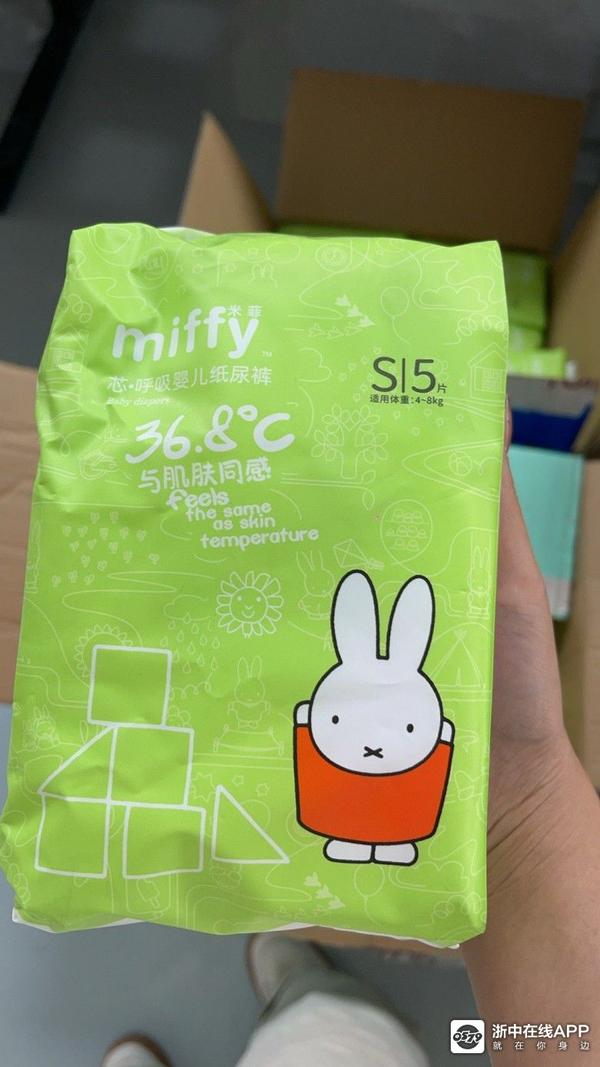 米菲
miffy™
芯·呼吸婴儿纸尿裤
Baby diapers
S|5片
适用体重:4~8kg
36.8°C
与肌肤同感
feels
the same
as skin
temperature
浙中在线APP
就在你身边